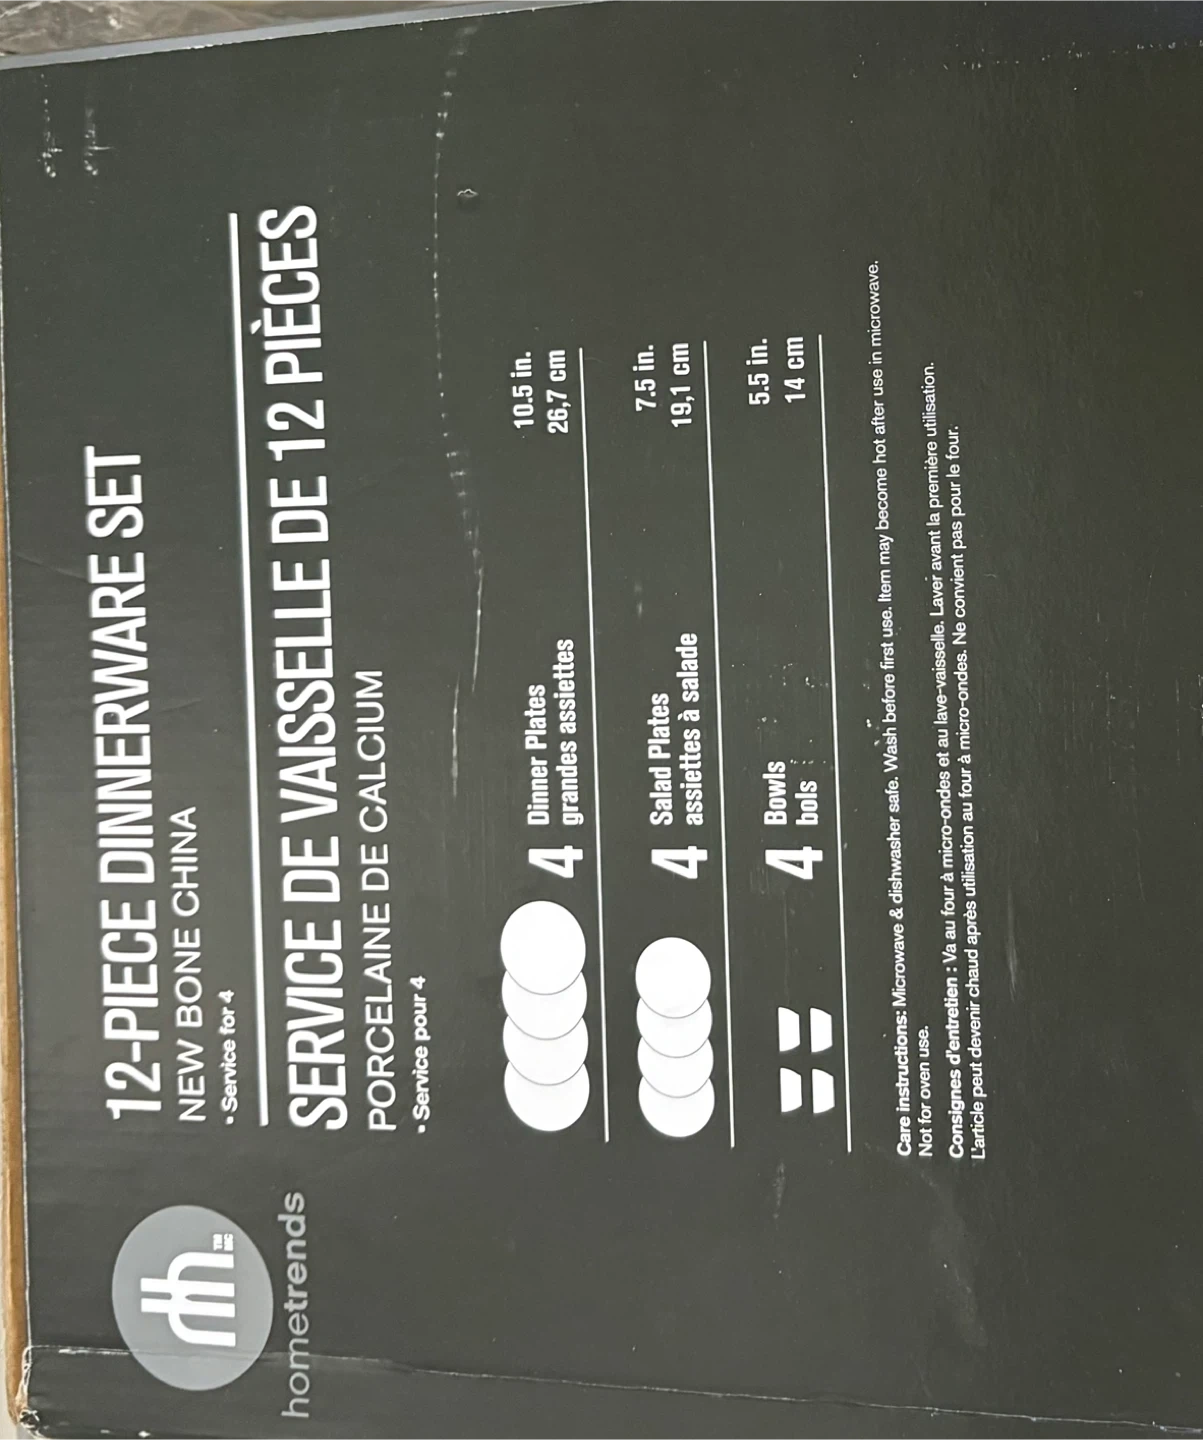 12-PIECE DINNERWARE SET
NEW BONE CHINA
• Service for 4
SERVICE DE VAISSELLE DE 12 PIÈCES
PORCELAINE DE CALCIUM
• Service pour 4
rh TM MC
hometrends
4 Dinner Plates 10.5 in.
grandes assiettes 26,7 cm
4 Salad Plates 7.5 in.
assiettes à salade 19,1 cm
4 Bowls 5.5 in.
bols 14 cm
Care instructions: Microwave & dishwasher safe. Wash before first use. Item may become hot after use in microwave.
Not for oven use.
Consignes d'entretien : Va au four à micro-ondes et au lave-vaisselle. Laver avant la première utilisation.
L'article peut devenir chaud après utilisation au four à micro-ondes. Ne convient pas pour le four.